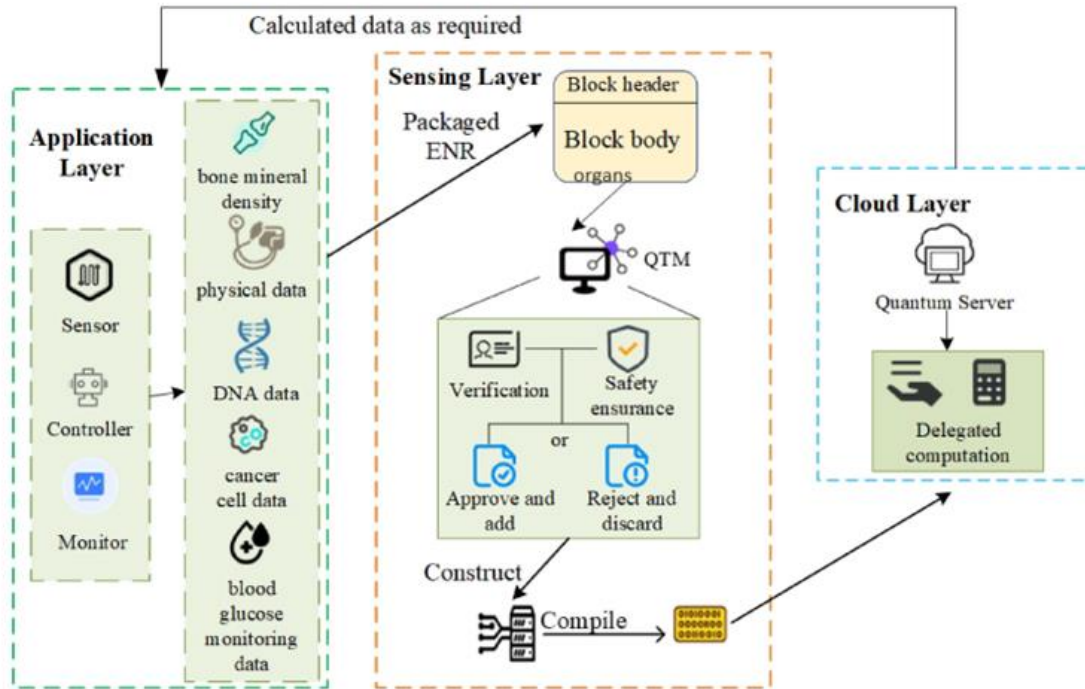 Calculated data as required
Application
Layer
Sensor
Controller
Monitor
bone mineral
density
physical data
DNA data
cancer
cell data
blood
glucose
monitoring
data
Sensing Layer
Packaged
ENR
Block header
Block body
organs
QTM
Verification
Safety
ensurance
or
Approve and
add
Reject and
discard
Construct
Compile
Cloud Layer
Quantum Server
Delegated
computation